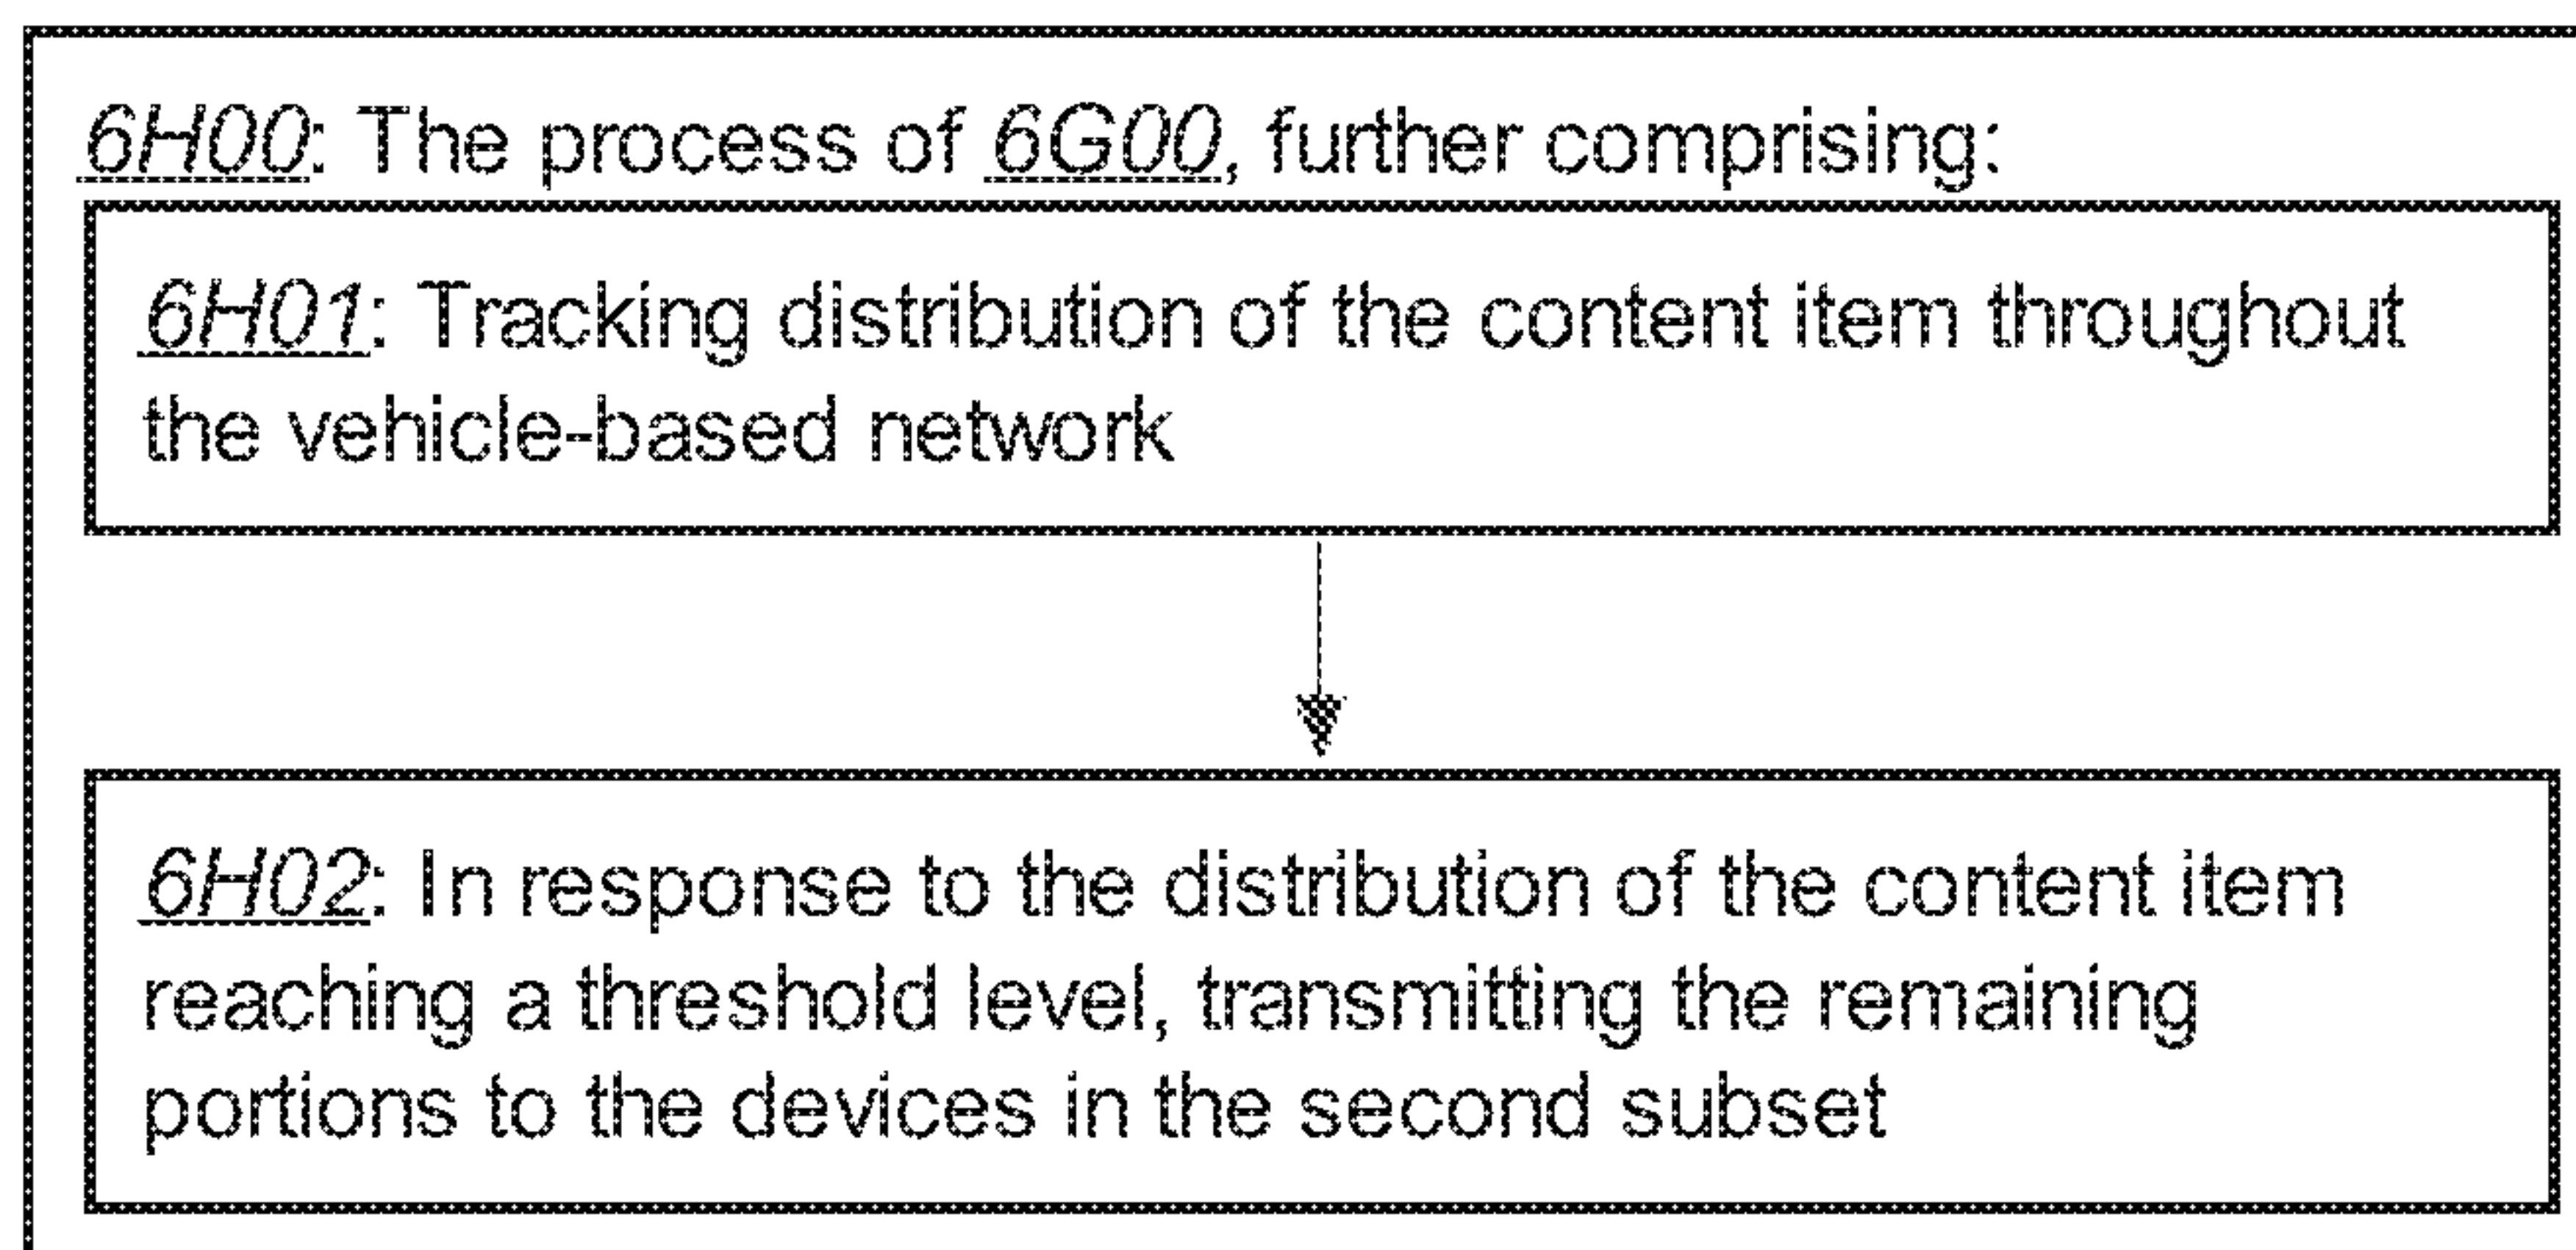 6H00: The process of 6G00, further comprising:
6H01: Tracking distribution of the content item throughout
the vehicle-based network
6H02: In response to the distribution of the content item
reaching a threshold level, transmitting the remaining
portions to the devices in the second subset